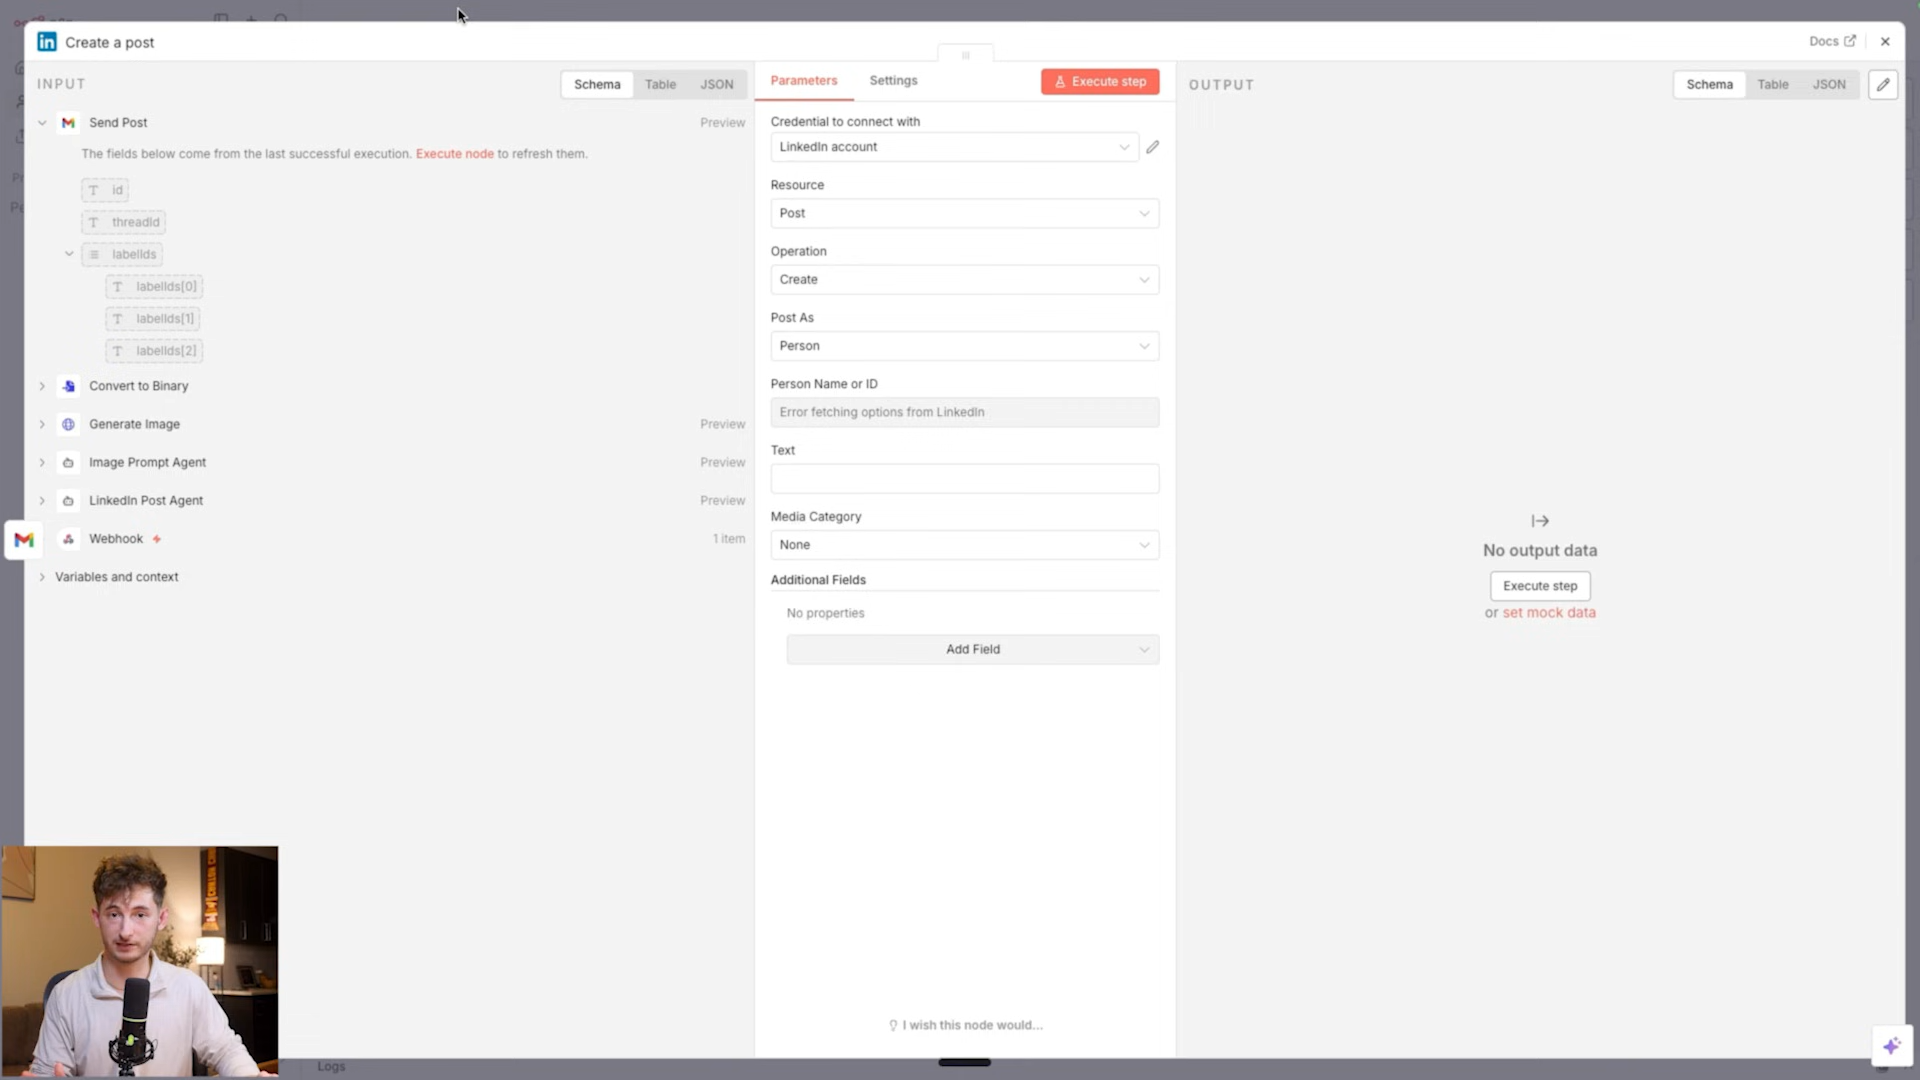 Create a post
Docs
INPUT
Schema
Table
JSON
Send Post
Preview
The fields below come from the last successful execution. Execute node to refresh them.
id
threadId
labelIds
labelIds[0]
labelIds[1]
labelIds[2]
Convert to Binary
Generate Image
Preview
Image Prompt Agent
Preview
LinkedIn Post Agent
Preview
Webhook
1 item
Variables and context
Parameters
Settings
Execute step
Credential to connect with
LinkedIn account
Resource
Post
Operation
Create
Post As
Person
Person Name or ID
Error fetching options from LinkedIn
Text
Media Category
None
Additional Fields
No properties
Add Field
I wish this node would...
OUTPUT
Schema
Table
JSON
No output data
Execute step
or set mock data
Logs